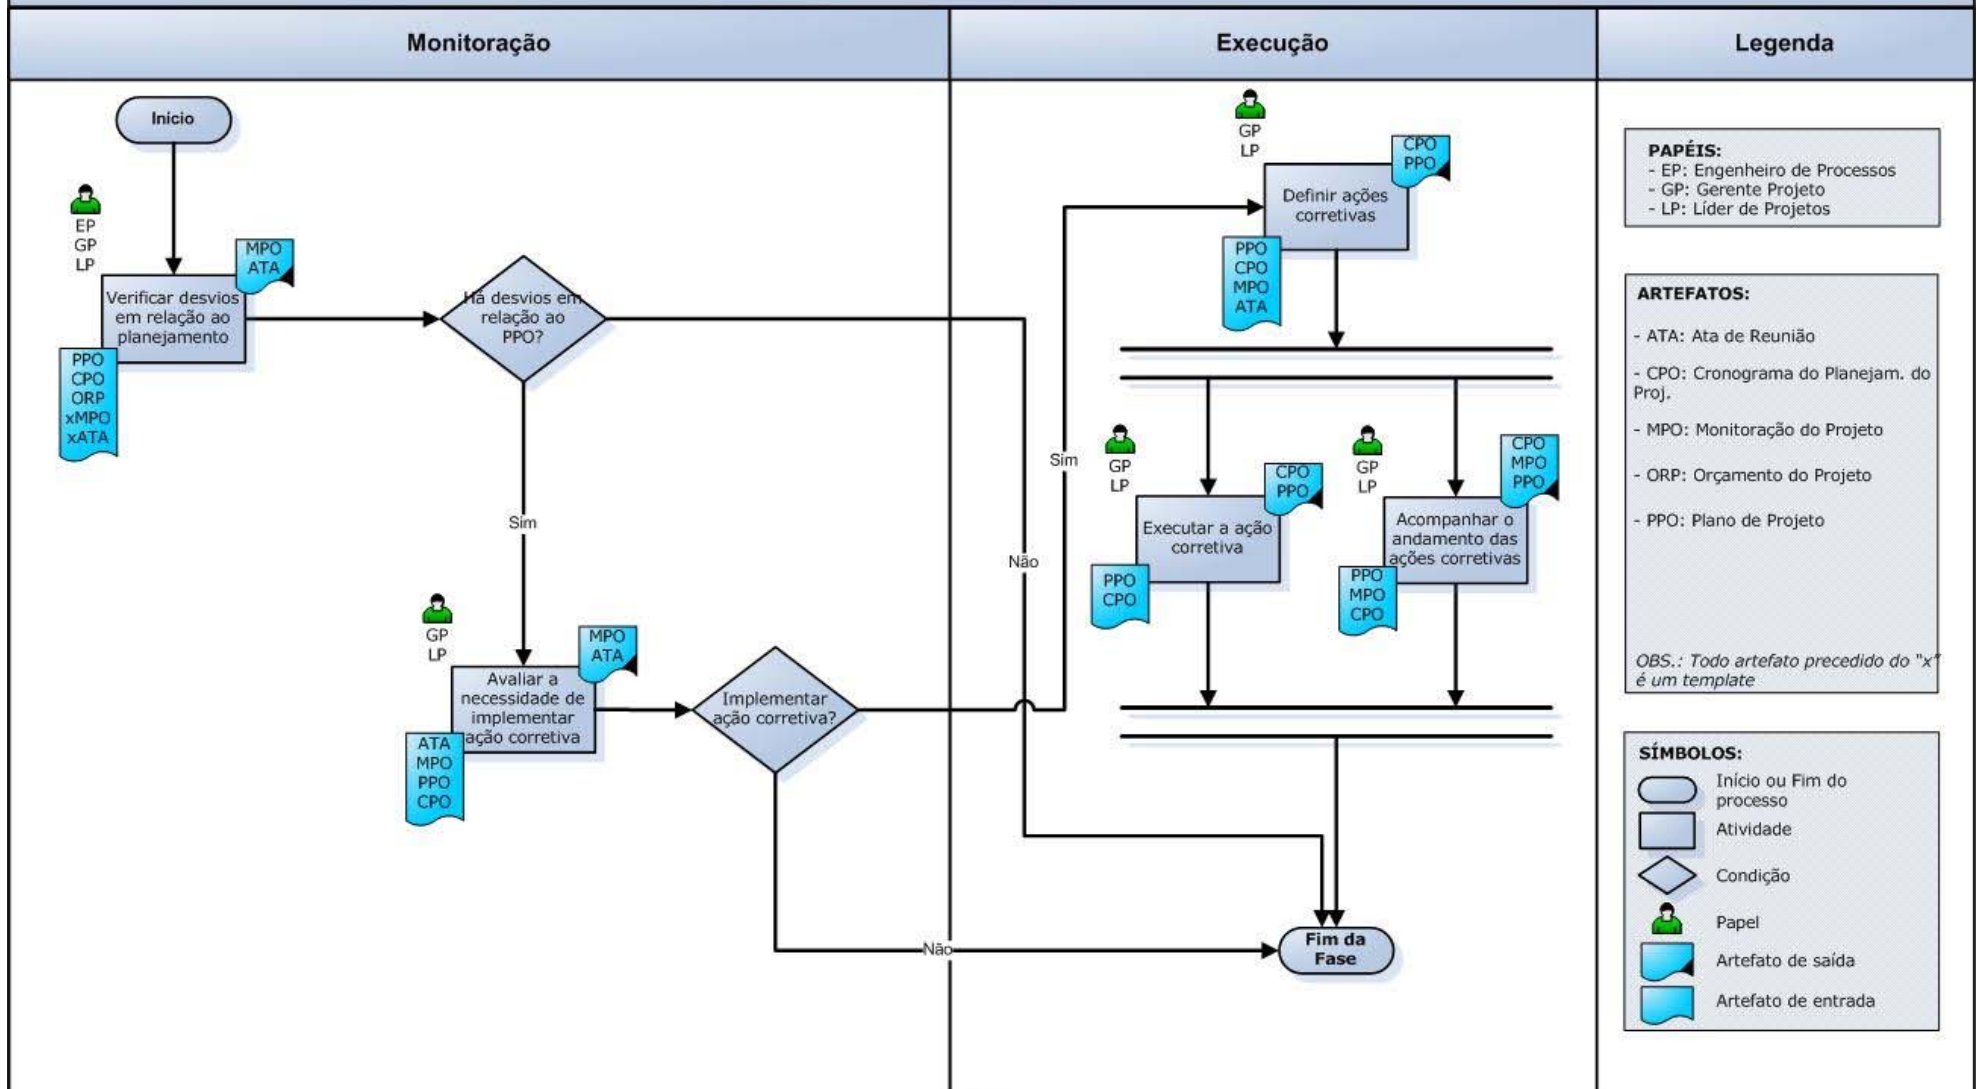 Monitoração
Execução
Legenda
Início
EP
GP
LP
MPO
ATA
Verificar desvios
em relação ao
planejamento
PPO
CPO
ORP
xMPO
xATA
Há desvios em
relação ao
PPO?
Sim
GP
LP
MPO
ATA
Avaliar a
necessidade de
implementar
ação corretiva
ATA
MPO
PPO
CPO
Implementar
ação corretiva?
Não
Sim
Não
GP
LP
CPO
PPO
Definir ações
corretivas
PPO
CPO
MPO
ATA
GP
LP
CPO
PPO
Executar a ação
corretiva
PPO
CPO
GP
LP
CPO
MPO
PPO
Acompanhar o
andamento das
ações corretivas
PPO
MPO
CPO
Fim da
Fase
PAPÉIS:
- EP: Engenheiro de Processos
- GP: Gerente Projeto
- LP: Líder de Projetos
ARTEFATOS:
- ATA: Ata de Reunião
- CPO: Cronograma do Planejam. do
Proj.
- MPO: Monitoração do Projeto
- ORP: Orçamento do Projeto
- PPO: Plano de Projeto
OBS.: Todo artefato precedido do "x"
é um template
SÍMBOLOS:
Início ou Fim do
processo
Atividade
Condição
Papel
Artefato de saída
Artefato de entrada